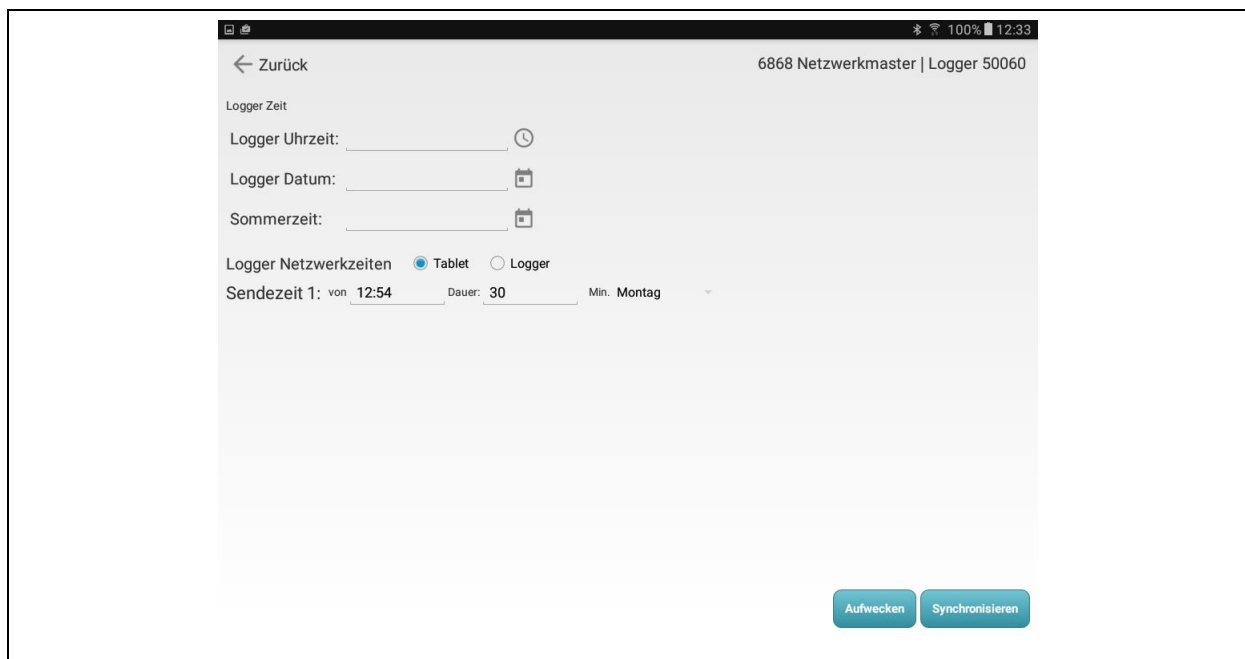 100% 12:33
Zurück 6868 Netzwerkmaster | Logger 50060
Logger Zeit
Logger Uhrzeit:
Logger Datum:
Sommerzeit:
Logger Netzwerkzeiten Tablet Logger
Sendezeit 1: von 12:54 Dauer: 30 Min. Montag
Aufwecken Synchronisieren